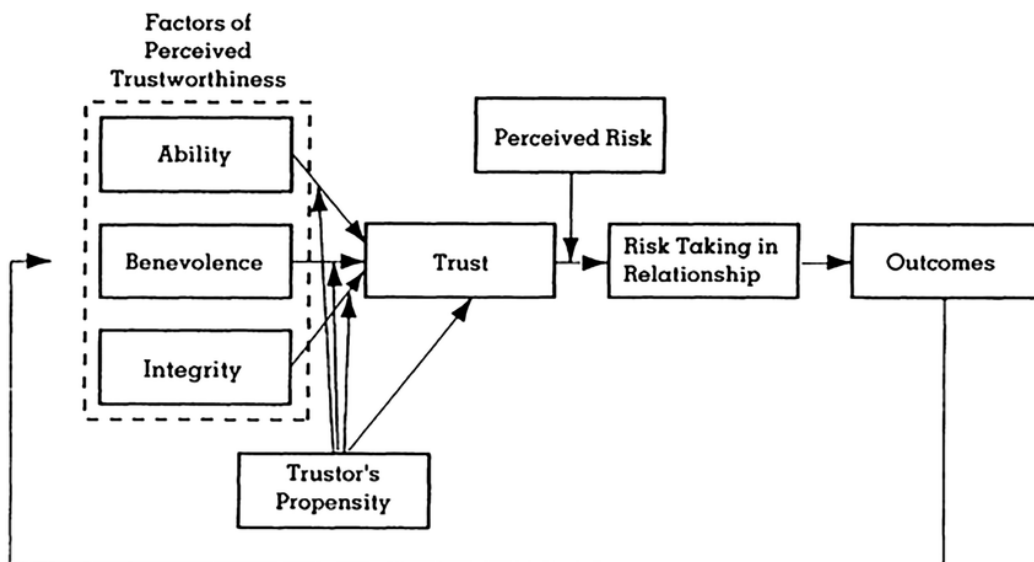 Factors of
Perceived
Trustworthiness
Ability
Benevolence
Integrity
Trustor's
Propensity
Trust
Perceived Risk
Risk Taking in
Relationship
Outcomes